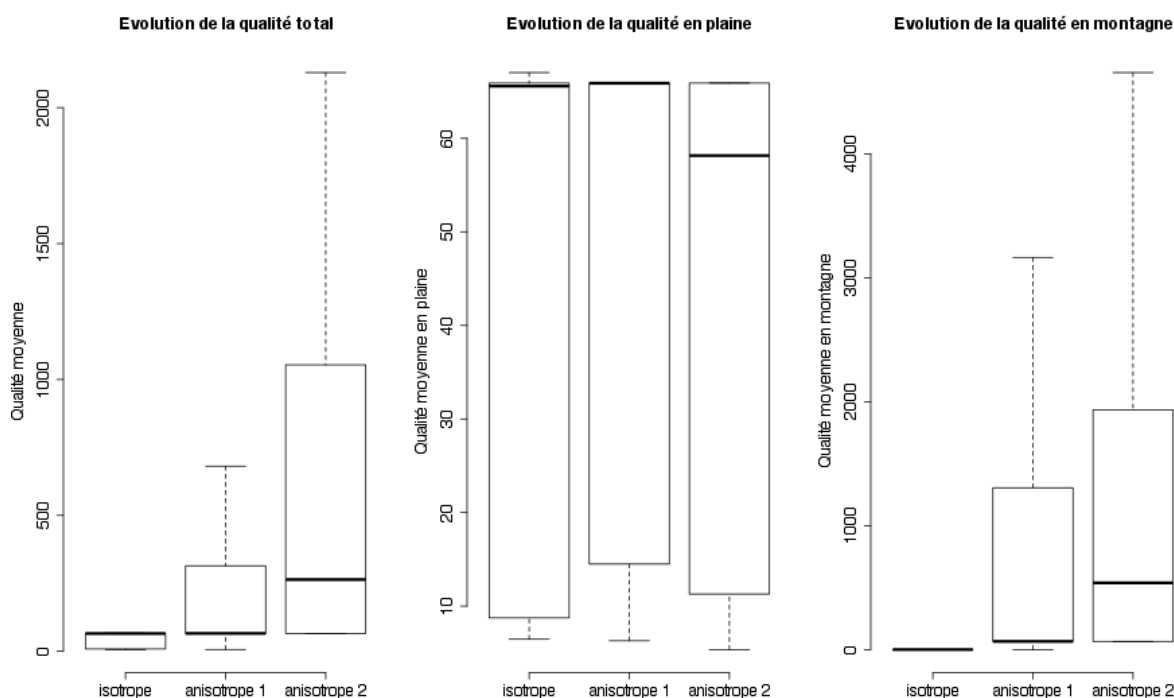 Evolution de la qualité total
Qualité moyenne
2000
1500
1000
500
0
isotrope
anisotrope 1
anisotrope 2
Evolution de la qualité en plaine
Qualité moyenne en plaine
60
50
40
30
20
10
isotrope
anisotrope 1
anisotrope 2
Evolution de la qualité en montagne
Qualité moyenne en montagne
4000
3000
2000
1000
0
isotrope
anisotrope 1
anisotrope 2